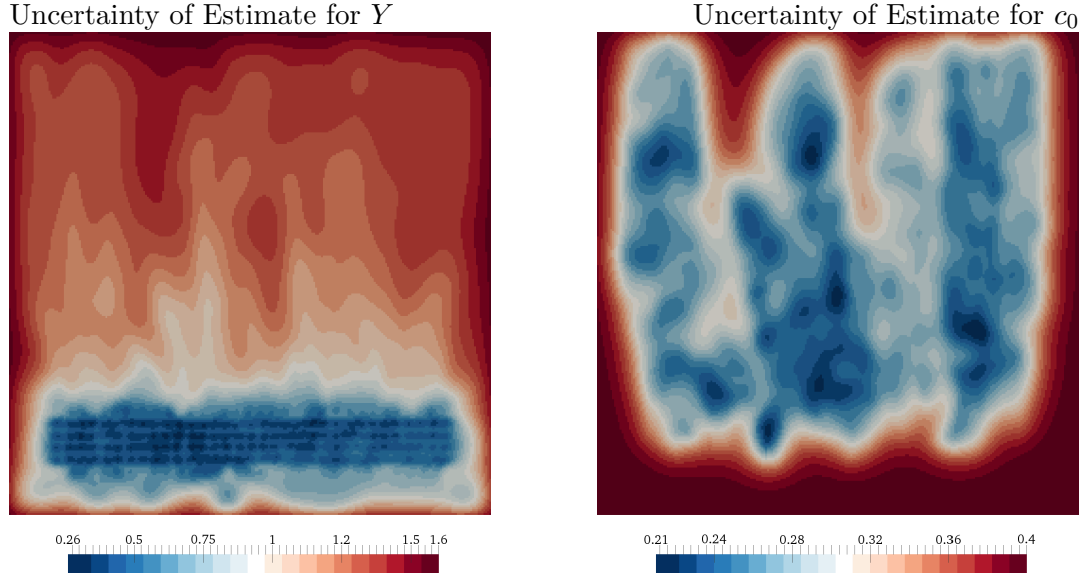 Uncertainty of Estimate for Y
Uncertainty of Estimate for c₀
0.26 0.5 0.75 1 1.2 1.5 1.6
0.21 0.24 0.28 0.32 0.36 0.4